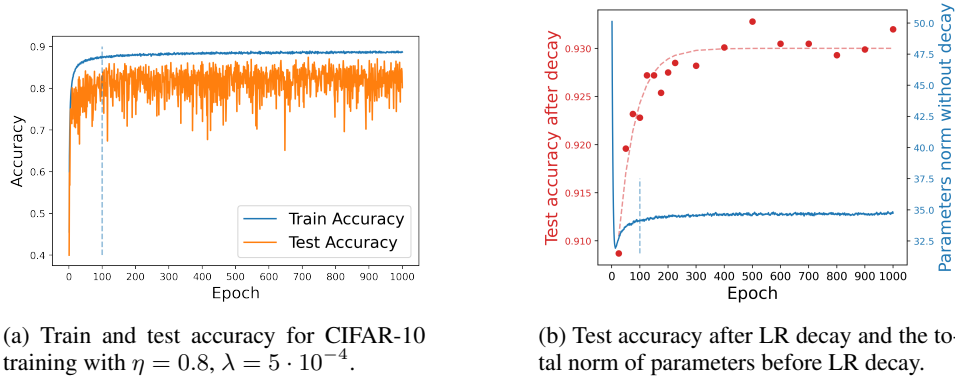 0.9
0.8
0.7
0.6
0.5
0.4
Accuracy
Train Accuracy
Test Accuracy
0 100 200 300 400 500 600 700 800 900 1000
Epoch
(a) Train and test accuracy for CIFAR-10
training with η = 0.8, λ = 5 · 10⁻⁴.
Test accuracy after decay
0.930
0.925
0.920
0.915
0.910
50.0
47.5
45.0
42.5
40.0
37.5
35.0
32.5
Parameters norm without decay
0 100 200 300 400 500 600 700 800 900 1000
Epoch
(b) Test accuracy after LR decay and the to-
tal norm of parameters before LR decay.